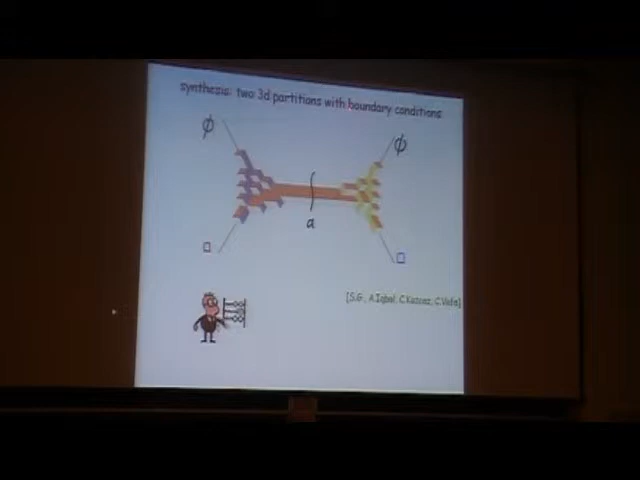 synthesis: two 3d partitions with boundary conditions
ϕ ϕ
a
□ □
[S.G., A.Iqbal, C.Kozcaz, C.Vafa]